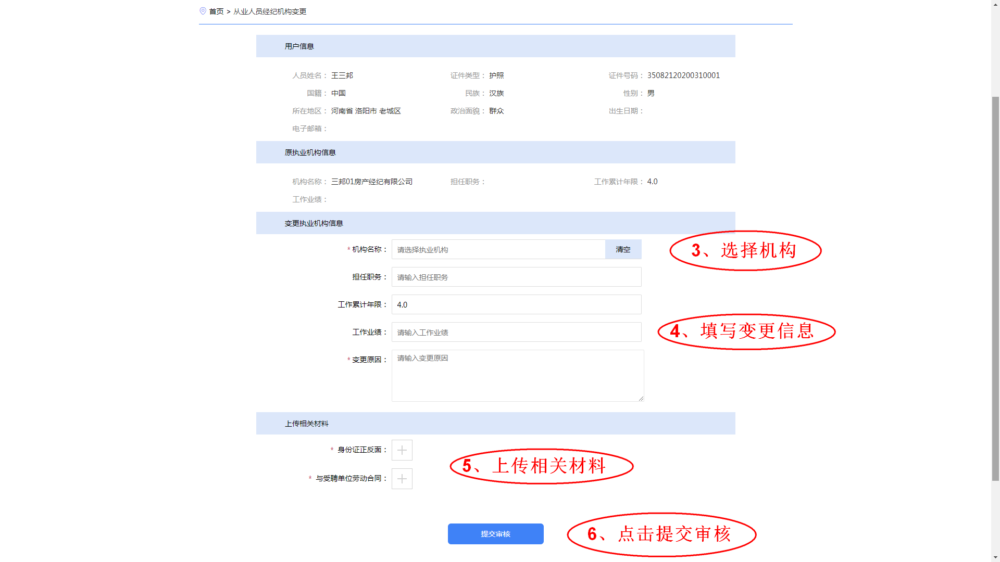 首页 > 从业人员经纪机构变更
用户信息
人员姓名： 王三邦 证件类型： 护照 证件号码： 35082120200310001
国籍： 中国 民族： 汉族 性别： 男
所在地区： 河南省 洛阳市 老城区 政治面貌： 群众 出生日期：
电子邮箱：
原执业机构信息
机构名称： 三邦01房产经纪有限公司 担任职务： 工作累计年限： 4.0
工作业绩：
变更执业机构信息
* 机构名称： 请选择执业机构 清空 3、选择机构
担任职务： 请输入担任职务
工作累计年限： 4.0
工作业绩： 请输入工作业绩 4、填写变更信息
* 变更原因： 请输入变更原因
上传相关材料
* 身份证正反面：
5、上传相关材料
* 与受聘单位劳动合同：
提交审核 6、点击提交审核